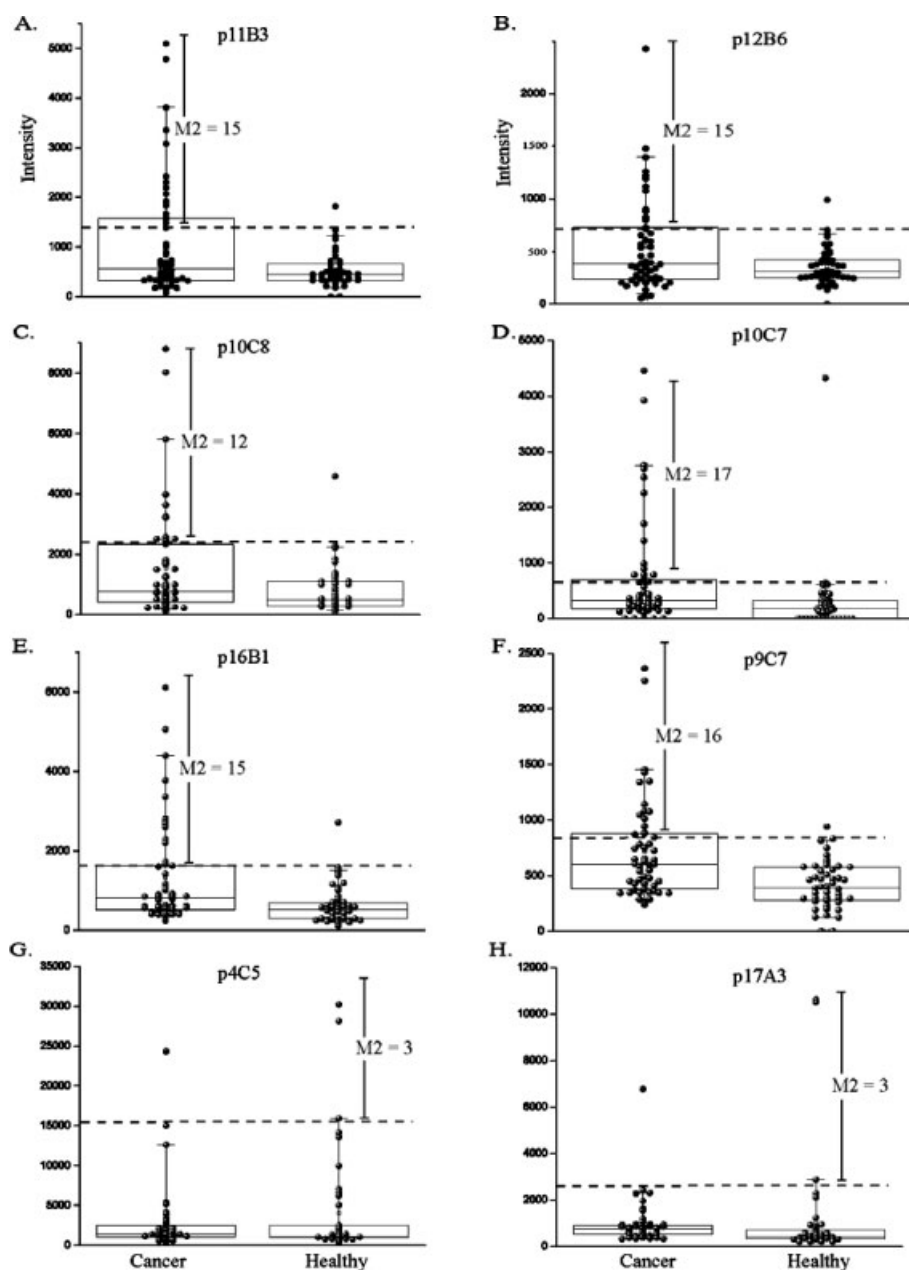 A.
p11B3
Intensity
5000
4000
3000
2000
1000
0
M2 = 15
B.
p12B6
Intensity
2000
1500
1000
500
0
M2 = 15
C.
p10C8
8000
6000
4000
2000
0
M2 = 12
D.
p10C7
5000
4000
3000
2000
1000
0
M2 = 17
E.
p16B1
6000
4000
2000
0
M2 = 15
F.
p9C7
2500
2000
1500
1000
500
0
M2 = 16
G.
p4C5
35000
30000
25000
20000
15000
10000
5000
0
M2 = 3
Cancer
Healthy
H.
p17A3
12000
10000
8000
6000
4000
2000
0
M2 = 3
Cancer
Healthy